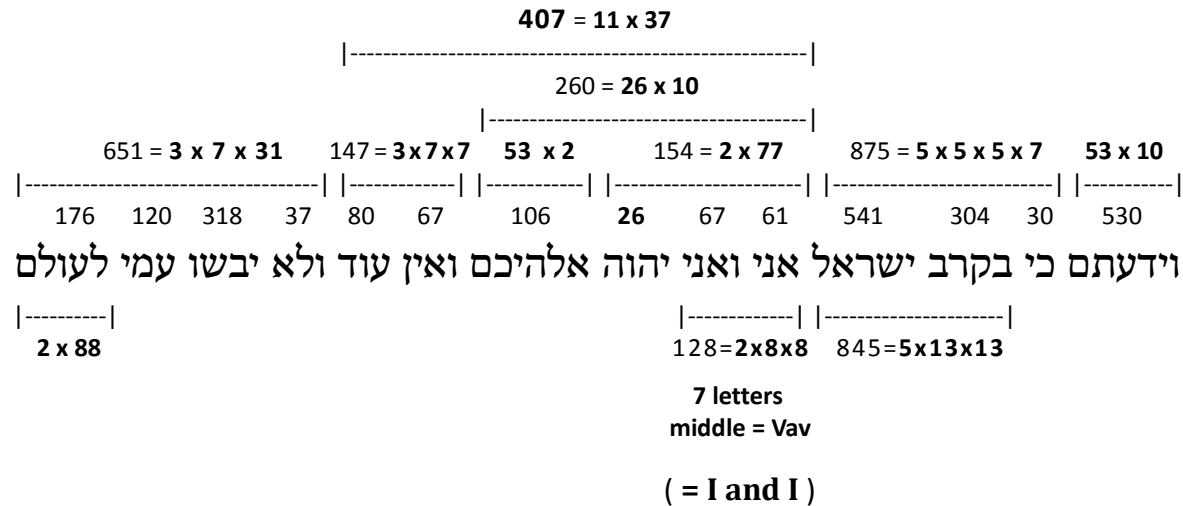 407 = 11 x 37
|--------------------------------------------------------|
260 = 26 x 10
|---------------------------------------|
651 = 3 x 7 x 31 147 = 3 x 7 x 7 53 x 2 154 = 2 x 77 875 = 5 x 5 x 5 x 7 53 x 10
|------------------------------------| |-------------| |------------| |-----------------------| |---------------------------| |-----------|
176 120 318 37 80 67 106 26 67 61 541 304 30 530
וידעתם כי בקרב ישראל אני ואני יהוה אלהיכם ואין עוד ולא יבשו עמי לעולם
|----------| |-------------| |----------------------|
2 x 88 128=2x8x8 845=5x13x13
7 letters
middle = Vav
( = I and I )